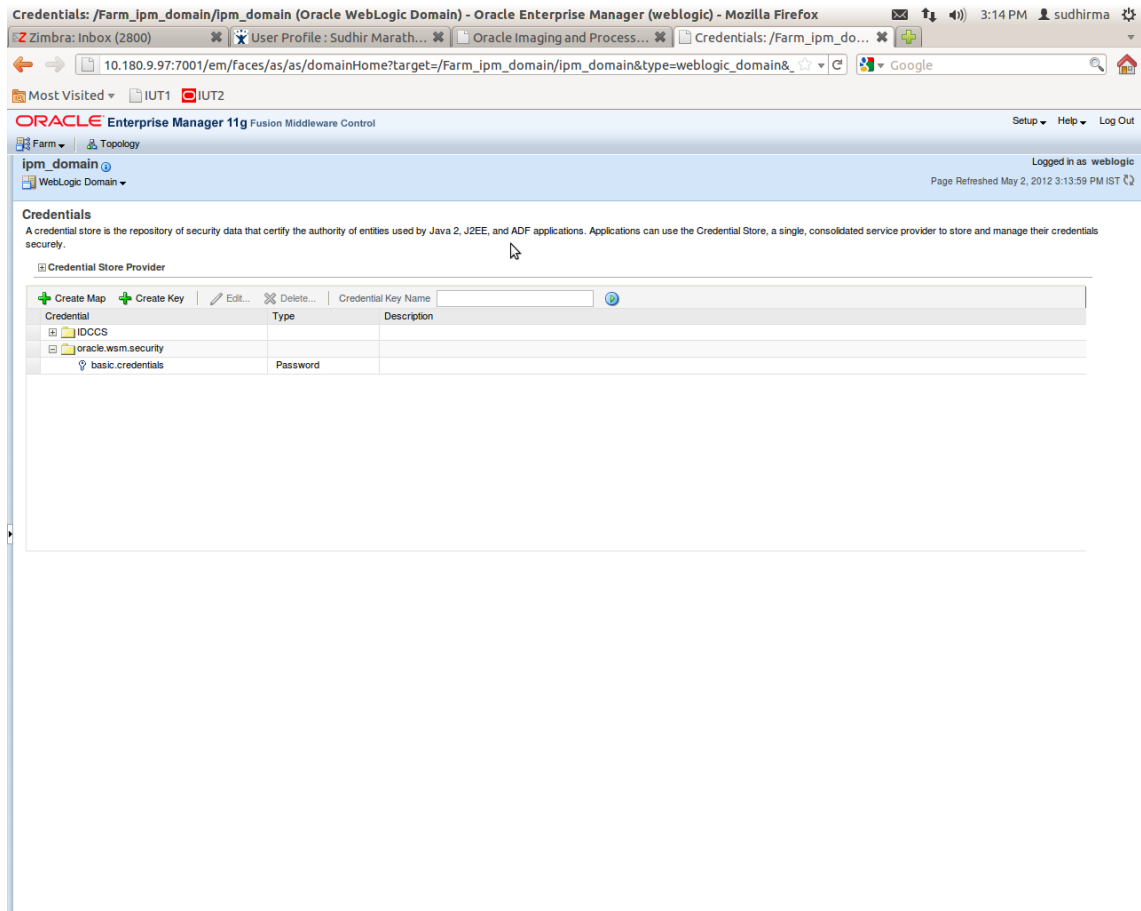 Credentials: /Farm_ipm_domain/ipm_domain (Oracle WebLogic Domain) - Oracle Enterprise Manager (weblogic) - Mozilla Firefox 3:14 PM sudhirma
Z Zimbra: Inbox (2800) User Profile : Sudhir Marath... Oracle Imaging and Process... Credentials: /Farm_ipm_do...
10.180.9.97:7001/em/faces/as/as/domainHome?target=/Farm_ipm_domain/ipm_domain&type=weblogic_domain&_ Google
Most Visited IUT1 IUT2
ORACLE Enterprise Manager 11g Fusion Middleware Control Setup Help Log Out
Farm Topology
ipm_domain Logged in as weblogic
WebLogic Domain Page Refreshed May 2, 2012 3:13:59 PM IST
Credentials
A credential store is the repository of security data that certify the authority of entities used by Java 2, J2EE, and ADF applications. Applications can use the Credential Store, a single, consolidated service provider to store and manage their credentials
securely.
Credential Store Provider
Create Map Create Key Edit... Delete... Credential Key Name
Credential Type Description
IDCCS
oracle.wsm.security
basic.credentials Password